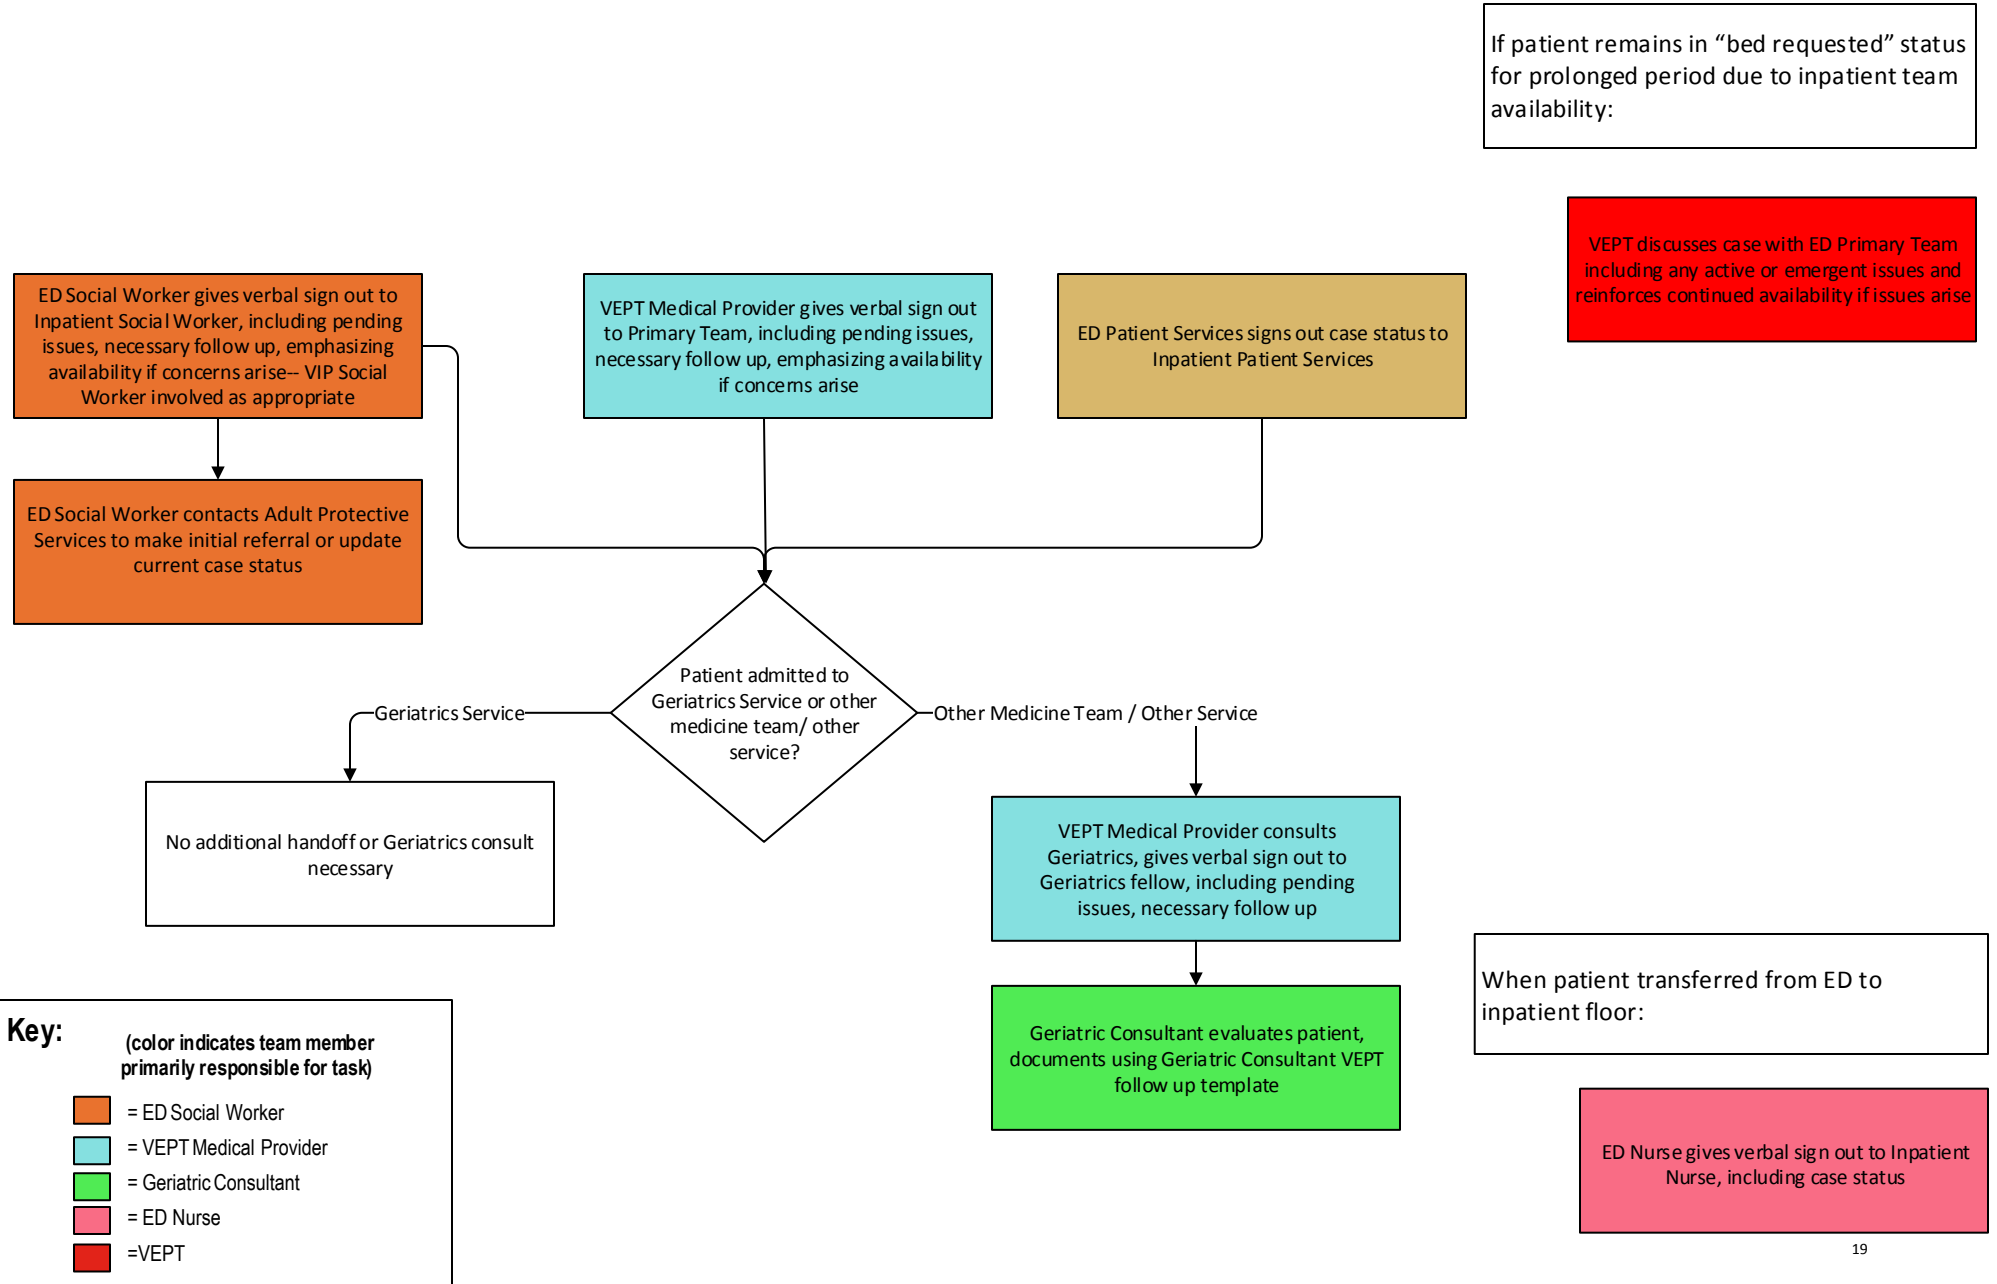 If patient remains in “bed requested” status
for prolonged period due to inpatient team
availability:
VEPT discusses case with ED Primary Team
including any active or emergent issues and
reinforces continued availability if issues arise
ED Social Worker gives verbal sign out to
Inpatient Social Worker, including pending
issues, necessary follow up, emphasizing
availability if concerns arise-- VIP Social
Worker involved as appropriate
VEPT Medical Provider gives verbal sign out
to Primary Team, including pending issues,
necessary follow up, emphasizing availability
if concerns arise
ED Patient Services signs out case status to
Inpatient Patient Services
ED Social Worker contacts Adult Protective
Services to make initial referral or update
current case status
Patient admitted to
Geriatrics Service or other
medicine team/ other
service?
Geriatrics Service
Other Medicine Team / Other Service
No additional handoff or Geriatrics consult
necessary
VEPT Medical Provider consults
Geriatrics, gives verbal sign out to
Geriatrics fellow, including pending
issues, necessary follow up
Geriatric Consultant evaluates patient,
documents using Geriatric Consultant VEPT
follow up template
When patient transferred from ED to
inpatient floor:
ED Nurse gives verbal sign out to Inpatient
Nurse, including case status
Key:
(color indicates team member
primarily responsible for task)
= ED Social Worker
= VEPT Medical Provider
= Geriatric Consultant
= ED Nurse
=VEPT
19